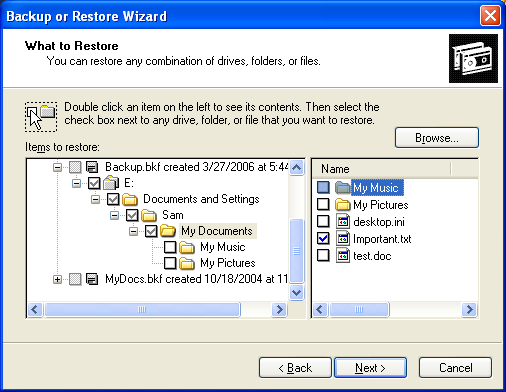 Backup or Restore Wizard
What to Restore
You can restore any combination of drives, folders, or files.
Double click an item on the left to see its contents. Then select the
check box next to any drive, folder, or file that you want to restore.
Browse...
Items to restore:
Backup.bkf created 3/27/2006 at 5:44
E:
Documents and Settings
Sam
My Documents
My Music
My Pictures
MyDocs.bkf created 10/18/2004 at 11
Name
My Music
My Pictures
desktop.ini
Important.txt
test.doc
< Back
Next >
Cancel